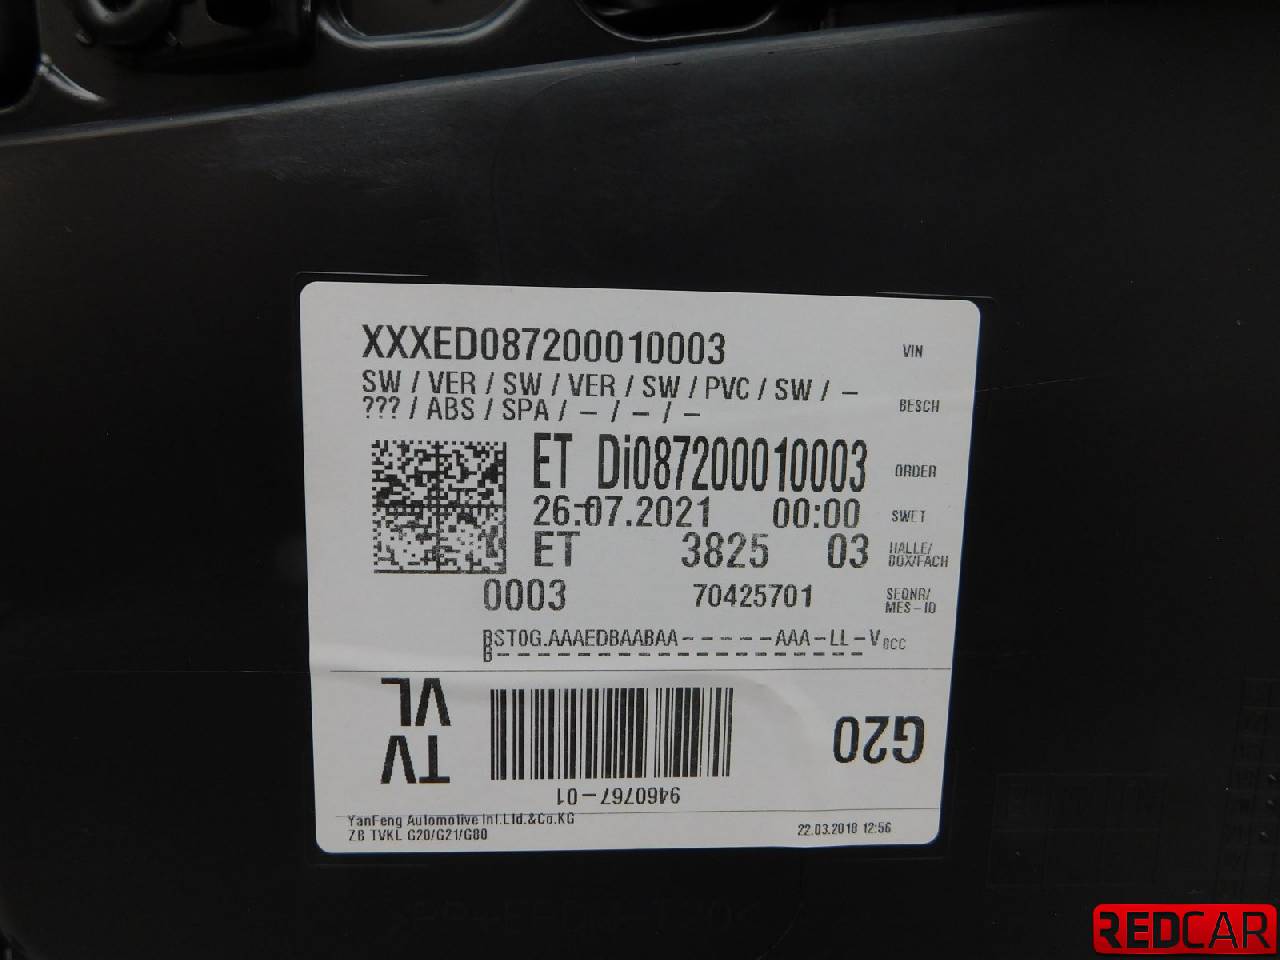 XXXED087200010003 VIN
SW / VER / SW / VER / SW / PVC / SW / –
??? / ABS / SPA / – / – / – BESCH
ET Di087200010003 ORDER
26.07.2021 00:00 SWET
ET 3825 03 HALLE/
BOX/FACH
0003 70425701 SEQNR/
MES-ID
BST0G.AAAEDBAABAA------AAA-LL-V BCC
B--------------------
TV
VL
G20
9460767-01
YanFeng Automotive Int.Ltd.&Co.KG
ZB TVKL G20/G21/G80 22.03.2018 12:56
REDCAR